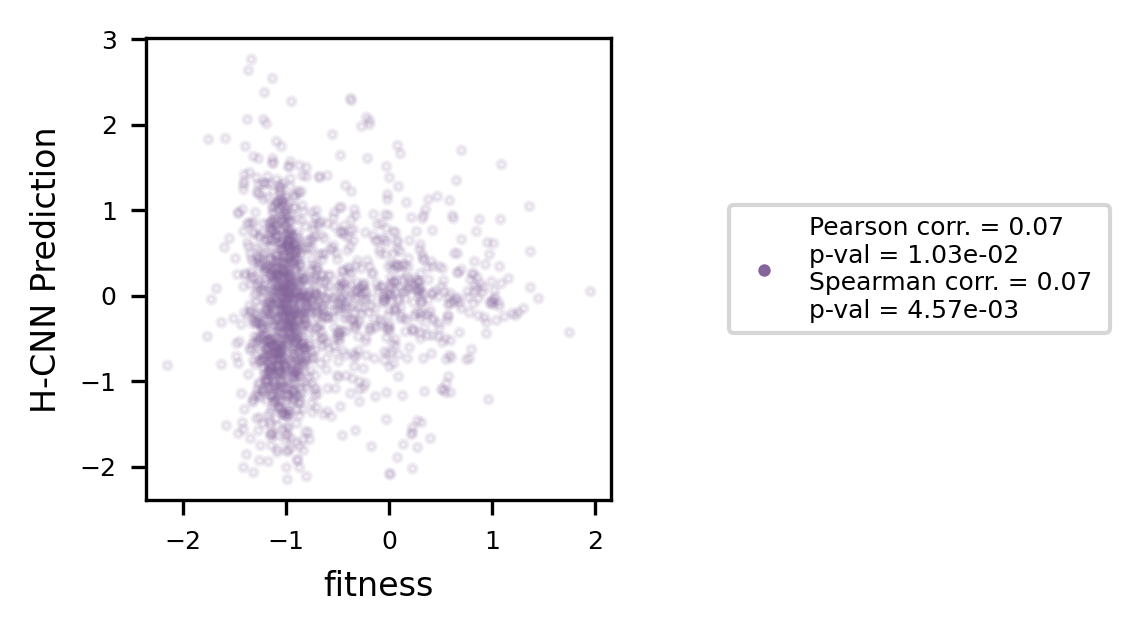 3
2
1
0
−1
−2
H-CNN Prediction
−2
−1
0
1
2
fitness
Pearson corr. = 0.07
p-val = 1.03e-02
Spearman corr. = 0.07
p-val = 4.57e-03